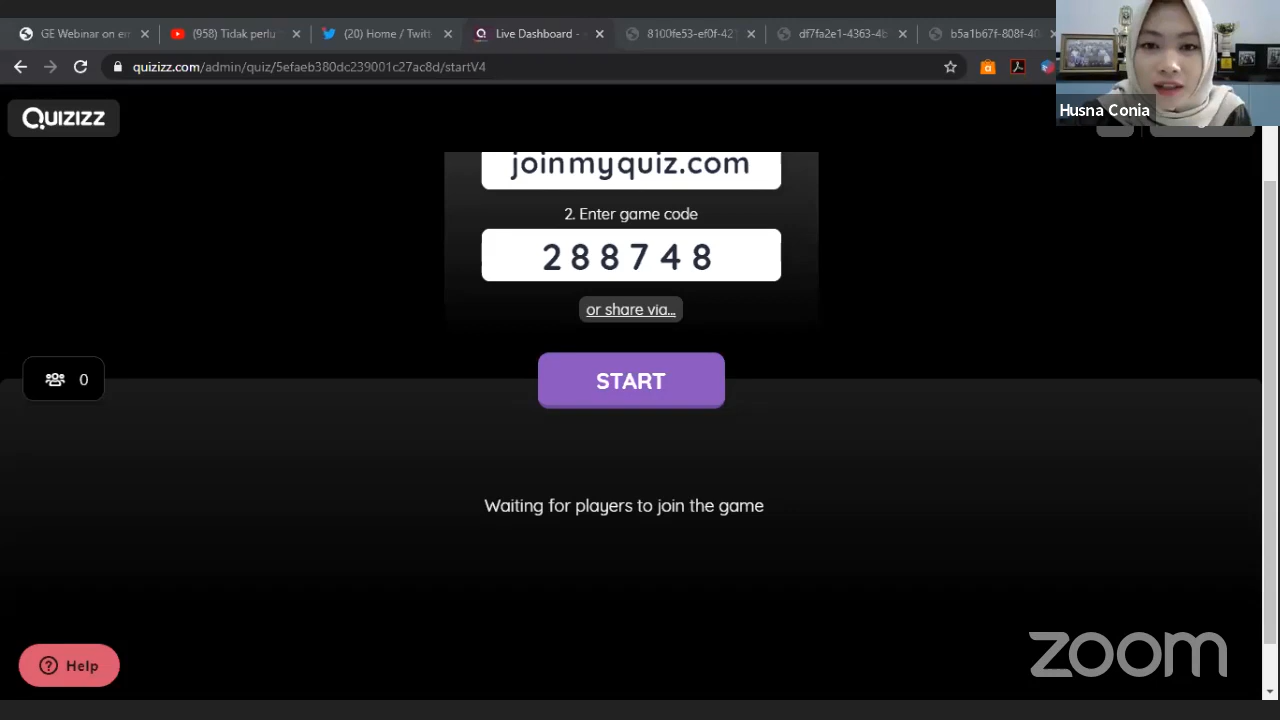 GE Webinar on em
(958) Tidak perlu
(20) Home / Twitt
Live Dashboard -
8100fe53-ef0f-42
df7fa2e1-4363-4b
b5a1b67f-808f-40
quizizz.com/admin/quiz/5efaeb380dc239001c27ac8d/startV4
Husna Conia
QUIZIZZ
joinmyquiz.com
2. Enter game code
288748
or share via...
0
START
Waiting for players to join the game
Help
zoom